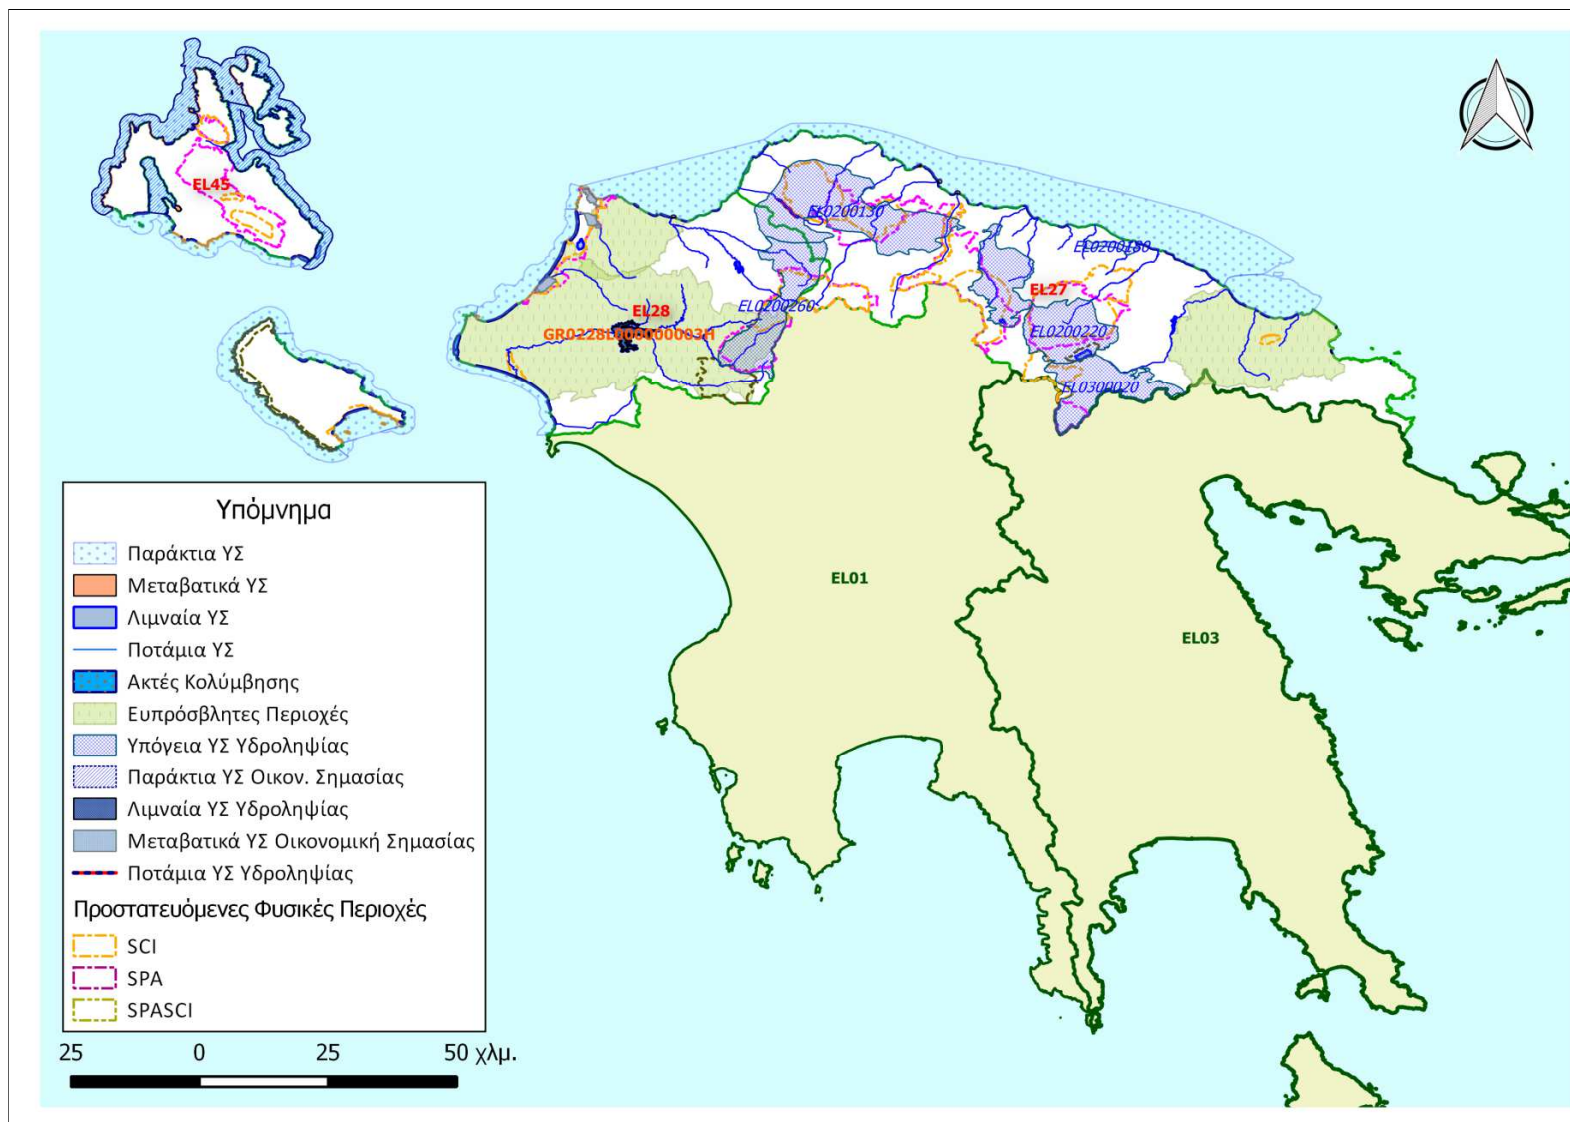 EL45
EL0200130
EL0200180
EL27
EL0200260
EL28
GR0228L000000003H
EL0200220
EL0300020
EL01
EL03
Υπόμνημα
Παράκτια ΥΣ
Μεταβατικά ΥΣ
Λιμναία ΥΣ
Ποτάμια ΥΣ
Ακτές Κολύμβησης
Ευπρόσβλητες Περιοχές
Υπόγεια ΥΣ Υδροληψίας
Παράκτια ΥΣ Οικον. Σημασίας
Λιμναία ΥΣ Υδροληψίας
Μεταβατικά ΥΣ Οικονομική Σημασίας
Ποτάμια ΥΣ Υδροληψίας
Προστατευόμενες Φυσικές Περιοχές
SCI
SPA
SPASCI
25 0 25 50 χλμ.